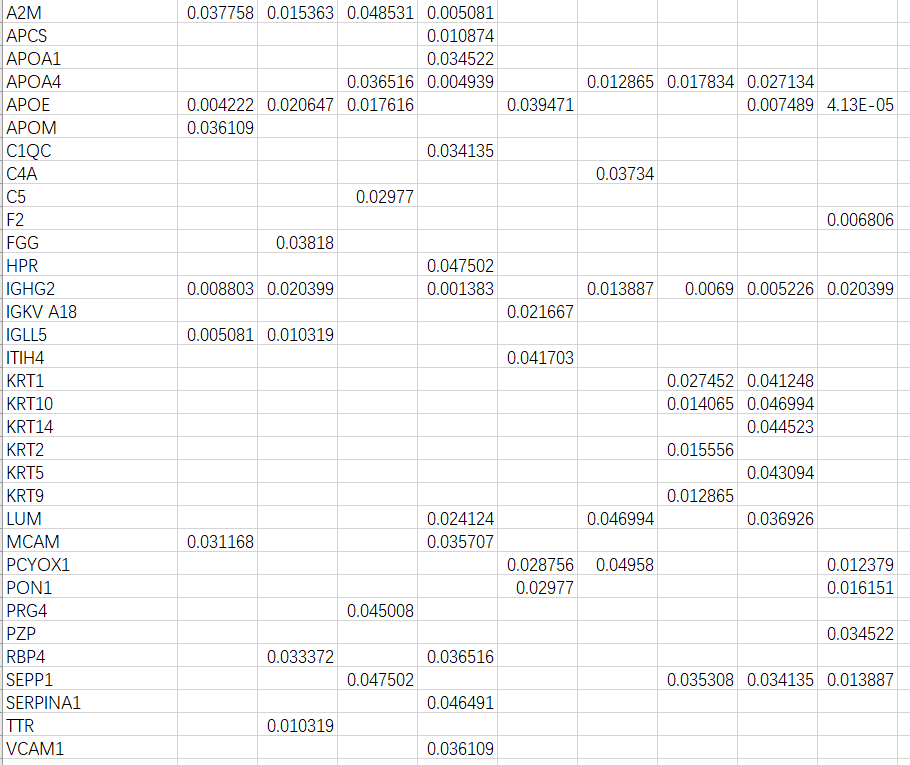 A2M 0.037758 0.015363 0.048531 0.005081
APCS 0.010874
APOA1 0.034522
APOA4 0.036516 0.004939 0.012865 0.017834 0.027134
APOE 0.004222 0.020647 0.017616 0.039471 0.007489 4.13E-05
APOM 0.036109
C1QC 0.034135
C4A 0.03734
C5 0.02977
F2 0.006806
FGG 0.03818
HPR 0.047502
IGHG2 0.008803 0.020399 0.001383 0.013887 0.0069 0.005226 0.020399
IGKV A18 0.021667
IGLL5 0.005081 0.010319
ITIH4 0.041703
KRT1 0.027452 0.041248
KRT10 0.014065 0.046994
KRT14 0.044523
KRT2 0.015556
KRT5 0.043094
KRT9 0.012865
LUM 0.024124 0.046994 0.036926
MCAM 0.031168 0.035707
PCYOX1 0.028756 0.04958 0.012379
PON1 0.02977 0.016151
PRG4 0.045008
PZP 0.034522
RBP4 0.033372 0.036516
SEPP1 0.047502 0.035308 0.034135 0.013887
SERPINA1 0.046491
TTR 0.010319
VCAM1 0.036109